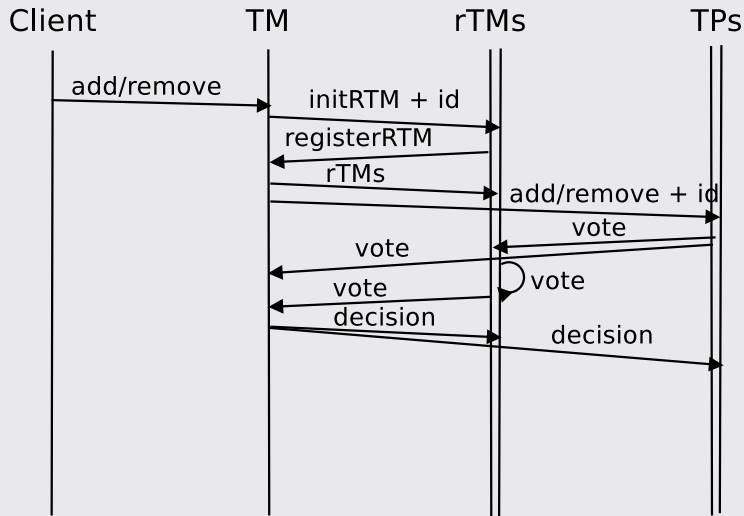 Client TM rTMs TPs
add/remove
initRTM + id
registerRTM
rTMs
add/remove + id
vote
vote
vote
vote
decision
decision